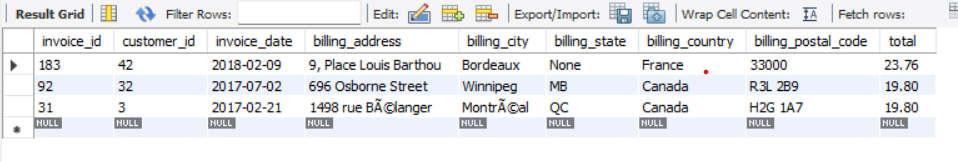 Result Grid Filter Rows: Edit: Export/Import: Wrap Cell Content: IA Fetch rows:
invoice_id customer_id invoice_date billing_address billing_city billing_state billing_country billing_postal_code total
183 42 2018-02-09 9, Place Louis Barthou Bordeaux None France 33000 23.76
92 32 2017-07-02 696 Osborne Street Winnipeg MB Canada R3L 2B9 19.80
31 3 2017-02-21 1498 rue BÃ©langer MontrÃ©al QC Canada H2G 1A7 19.80
NULL NULL NULL NULL NULL NULL NULL NULL NULL